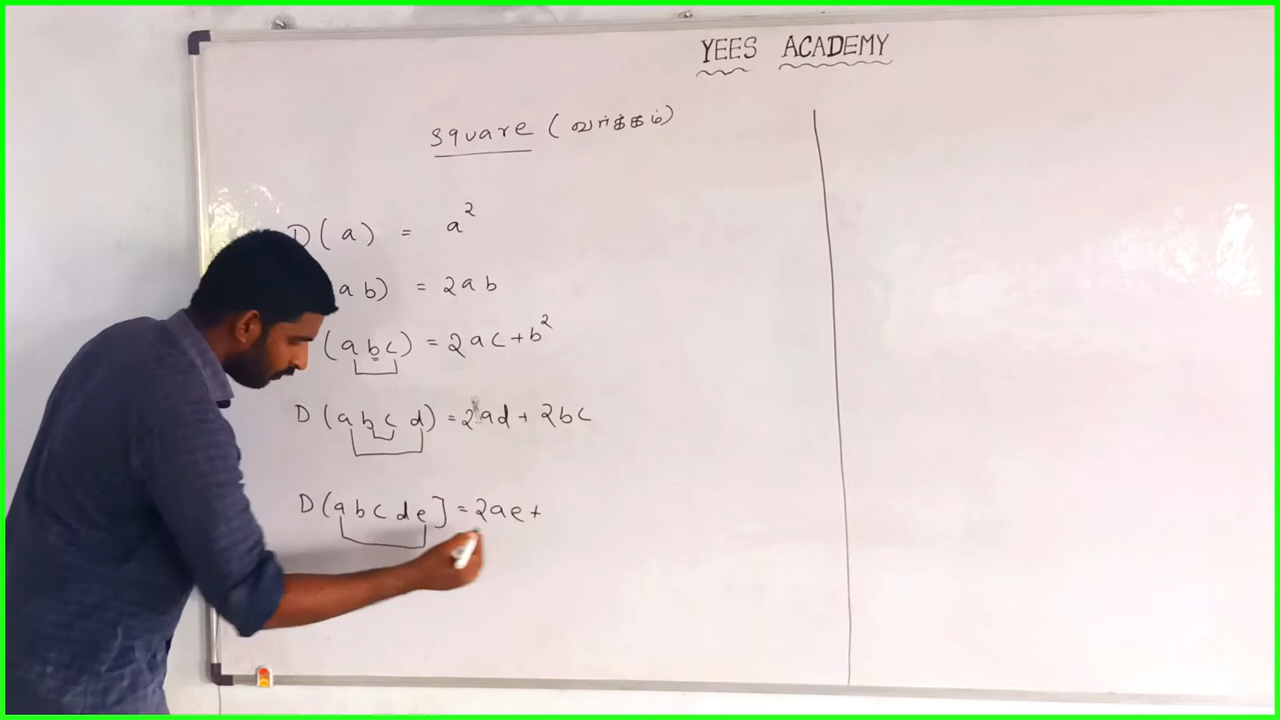 YEES ACADEMY
square (வர்க்கம்)
D(a) = a²
ab) = 2ab
(abc) = 2ac+b²
D(abcd) = 2ad + 2bc
D(abcde] = 2ae+